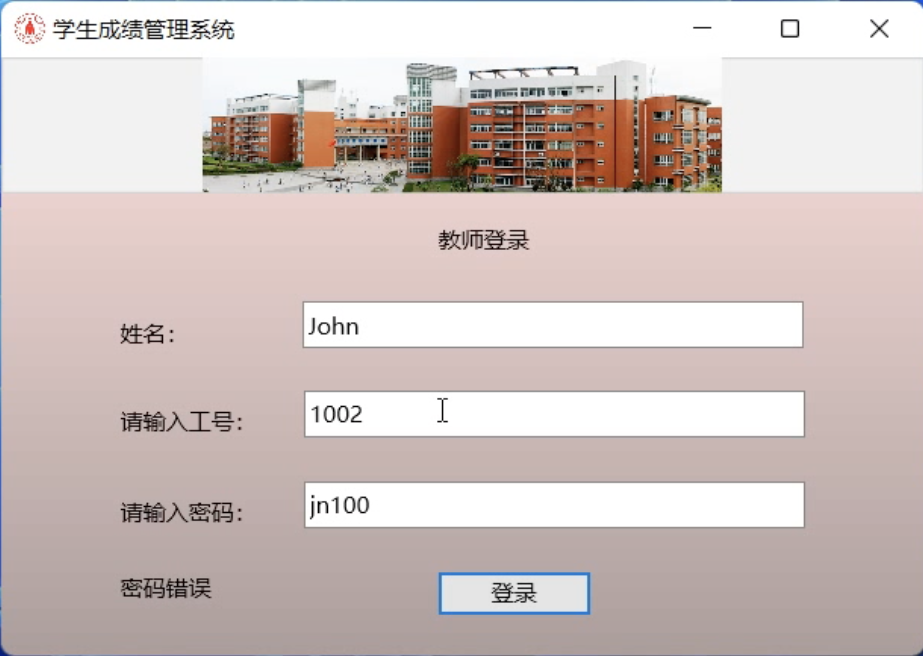 学生成绩管理系统
教师登录
姓名： John
请输入工号： 1002
请输入密码： jn100
密码错误 登录